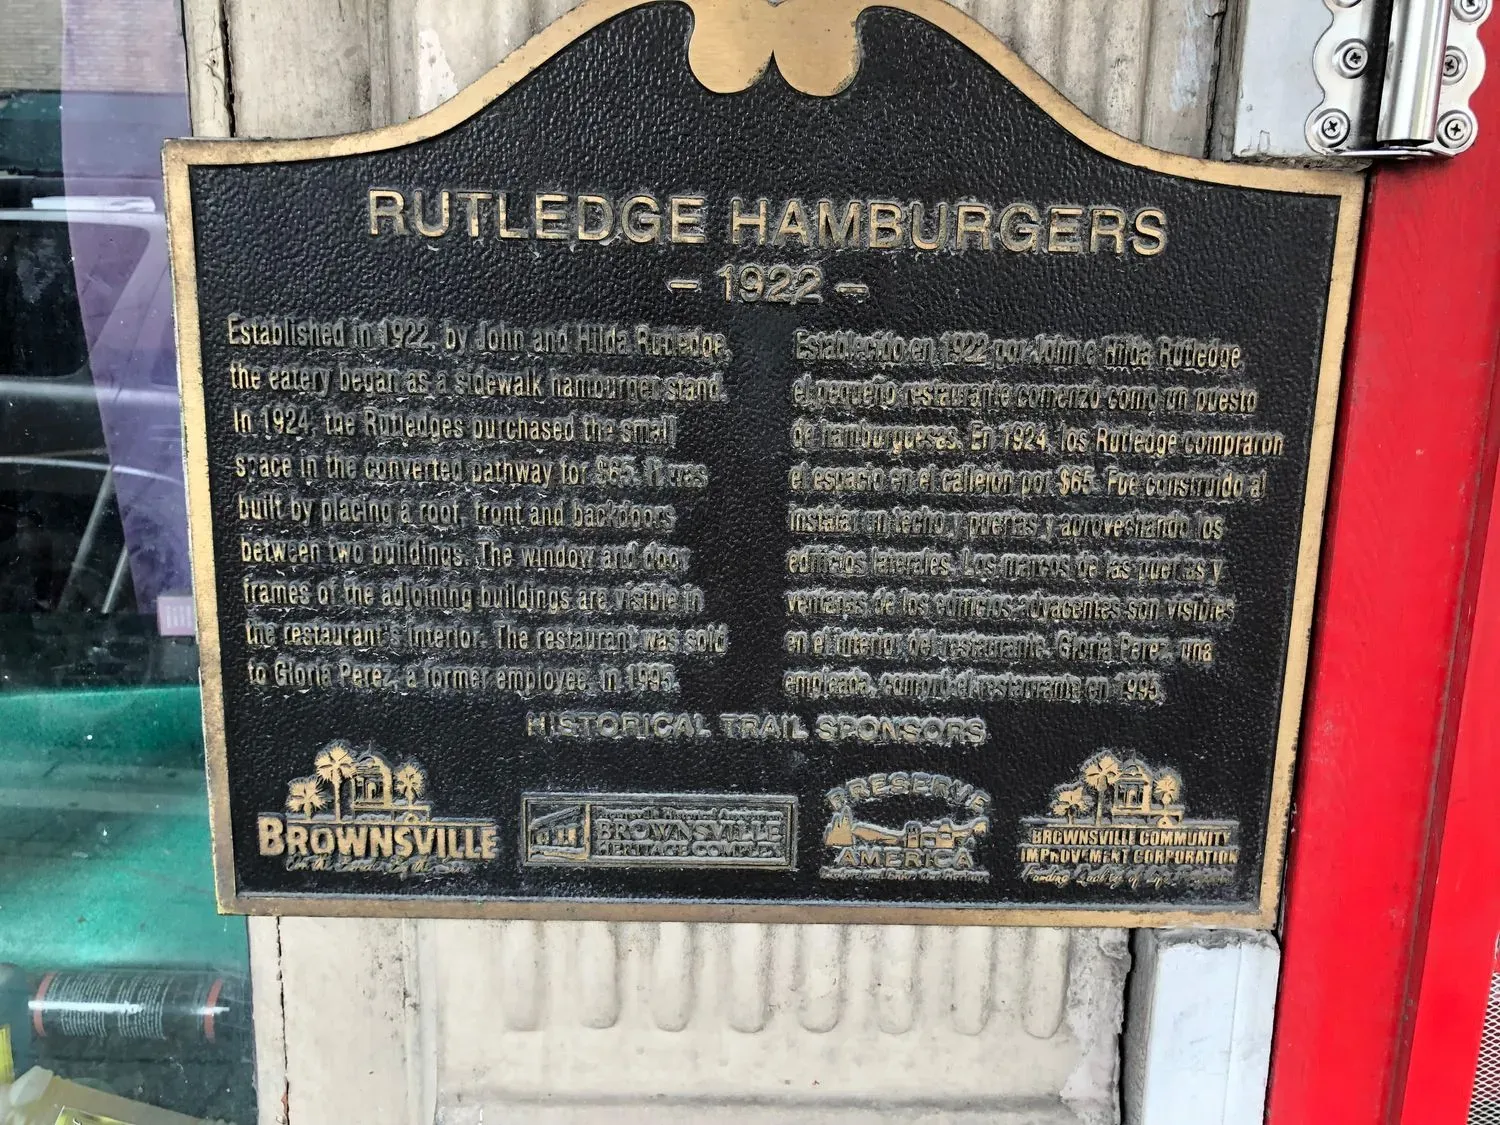 RUTLEDGE HAMBURGERS
– 1922 –
Established in 1922, by John and Hilda Rutledge,
the eatery began as a sidewalk hamburger stand.
In 1924, the Rutledges purchased the small
space in the converted pathway for $65. It was
built by placing a roof, front and backdoors
between two buildings. The window and door
frames of the adjoining buildings are visible in
the restaurant's interior. The restaurant was sold
to Gloria Perez, a former employee, in 1995.
Establecido en 1922 por John e Hilda Rutledge
el pequeño restaurante comenzó como un puesto
de hamburguesas. En 1924, los Rutledge compraron
el espacio en el callejon por $65. Fue construido al
instalar un techo y puertas y aprovechando los
edificios laterales. Los marcos de las puertas y
ventanas de los edificios adyacentes son visibles
en el interior del restaurante. Gloria Perez, una
empleada, compró el restaurante en 1995.
HISTORICAL TRAIL SPONSORS
BROWNSVILLE
BROWNSVILLE
HERITAGE COMPLEX
PRESERVE
AMERICA
BROWNSVILLE COMMUNITY
IMPROVEMENT CORPORATION